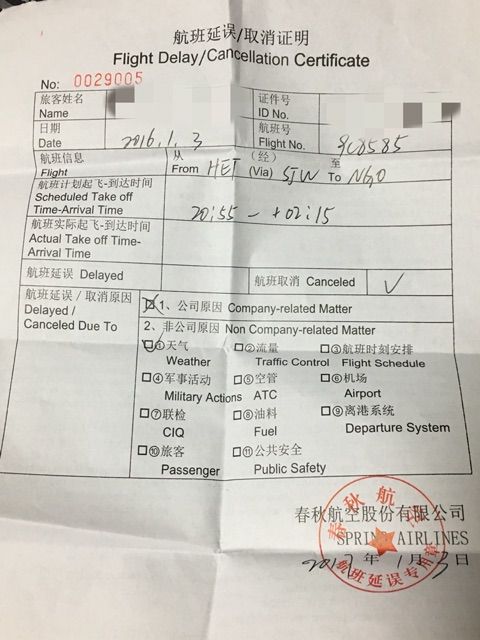 航班延误/取消证明
Flight Delay/Cancellation Certificate
No: 0029005
旅客姓名 Name 证件号 ID No.
日期 Date 2016.1.3 航班号 Flight No. 9C8585
航班信息 Flight 从 From HET (经) (Via) SJW 至 To NGO
航班计划起飞-到达时间
Scheduled Take off Time-Arrival Time 20:55 - +02:15
航班实际起飞-到达时间
Actual Take off Time-Arrival Time
航班延误 Delayed 航班取消 Canceled ✓
航班延误 / 取消原因
Delayed / Canceled Due To
1、公司原因 Company-related Matter
2、非公司原因 Non Company-related Matter
①天气 Weather ②流量 Traffic Control ③航班时刻安排 Flight Schedule
④军事活动 Military Actions ⑤空管 ATC ⑥机场 Airport
⑦联检 CIQ ⑧油料 Fuel ⑨离港系统 Departure System
⑩旅客 Passenger ⑪公共安全 Public Safety
春秋航空股份有限公司
SPRING AIRLINES
2017年1月3日
春秋航
航班延误专用章